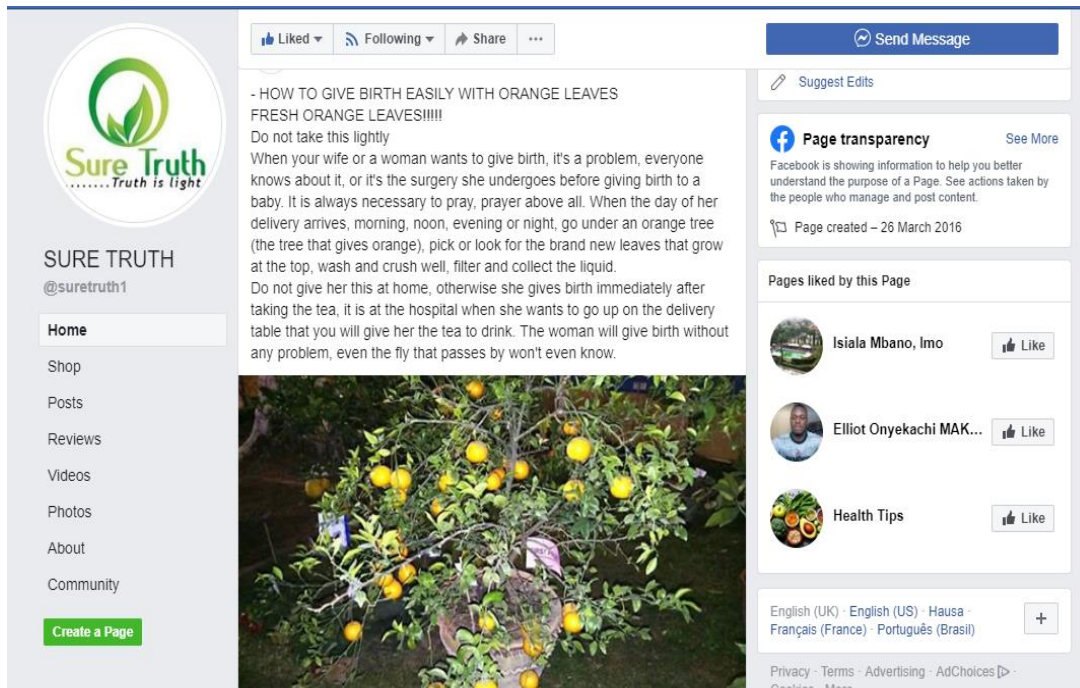 Sure Truth
.......Truth is light
SURE TRUTH
@suretruth1
Home
Shop
Posts
Reviews
Videos
Photos
About
Community
Create a Page
Liked
Following
Share
- HOW TO GIVE BIRTH EASILY WITH ORANGE LEAVES
FRESH ORANGE LEAVES!!!!!
Do not take this lightly
When your wife or a woman wants to give birth, it's a problem, everyone
knows about it, or it's the surgery she undergoes before giving birth to a
baby. It is always necessary to pray, prayer above all. When the day of her
delivery arrives, morning, noon, evening or night, go under an orange tree
(the tree that gives orange), pick or look for the brand new leaves that grow
at the top, wash and crush well, filter and collect the liquid.
Do not give her this at home, otherwise she gives birth immediately after
taking the tea, it is at the hospital when she wants to go up on the delivery
table that you will give her the tea to drink. The woman will give birth without
any problem, even the fly that passes by won't even know.
Send Message
Suggest Edits
Page transparency
See More
Facebook is showing information to help you better
understand the purpose of a Page. See actions taken by
the people who manage and post content.
Page created – 26 March 2016
Pages liked by this Page
Isiala Mbano, Imo
Like
Elliot Onyekachi MAK...
Like
Health Tips
Like
English (UK) · English (US) · Hausa ·
Français (France) · Português (Brasil)
Privacy · Terms · Advertising · AdChoices ·